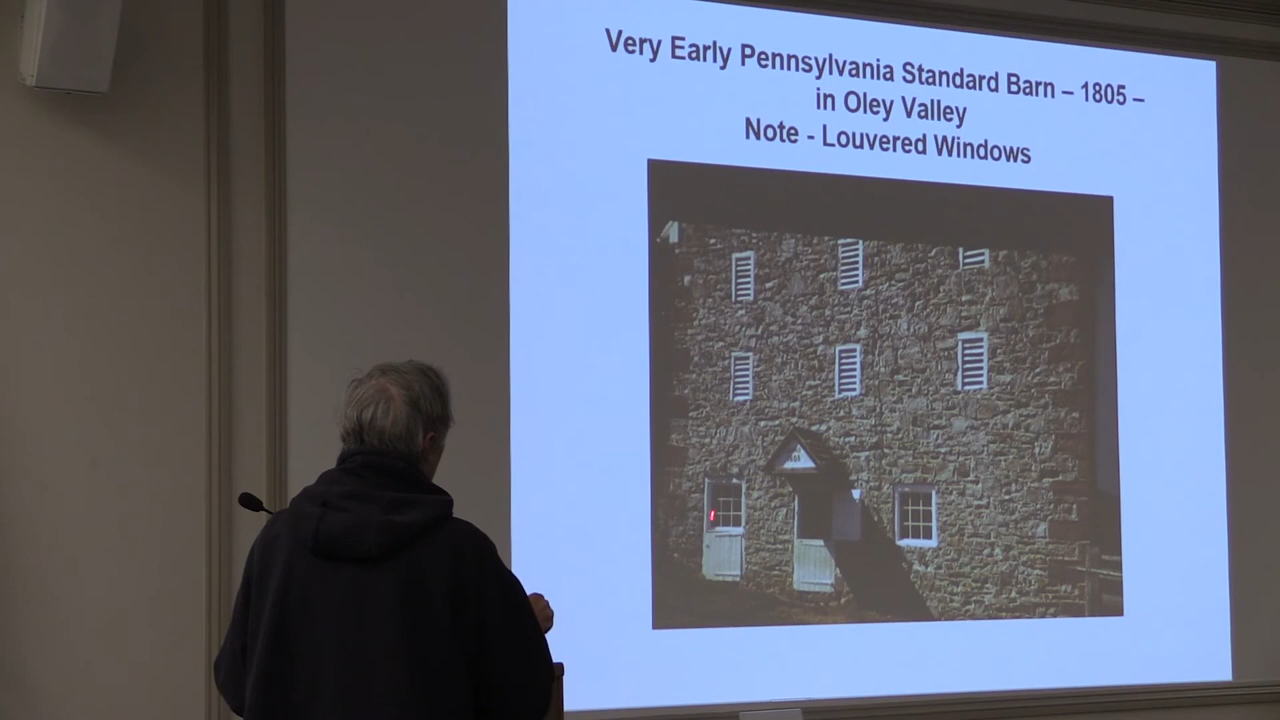 Very Early Pennsylvania Standard Barn – 1805 –
in Oley Valley
Note - Louvered Windows